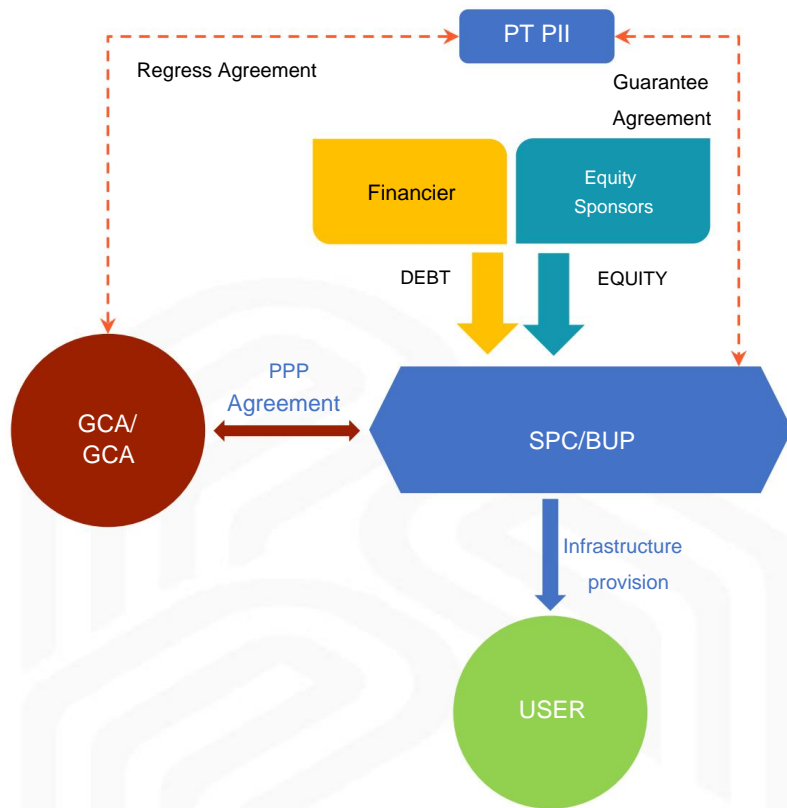 PT PII
Regress Agreement
Guarantee
Agreement
Financier
Equity
Sponsors
DEBT
EQUITY
PPP
Agreement
GCA/
GCA
SPC/BUP
Infrastructure
provision
USER